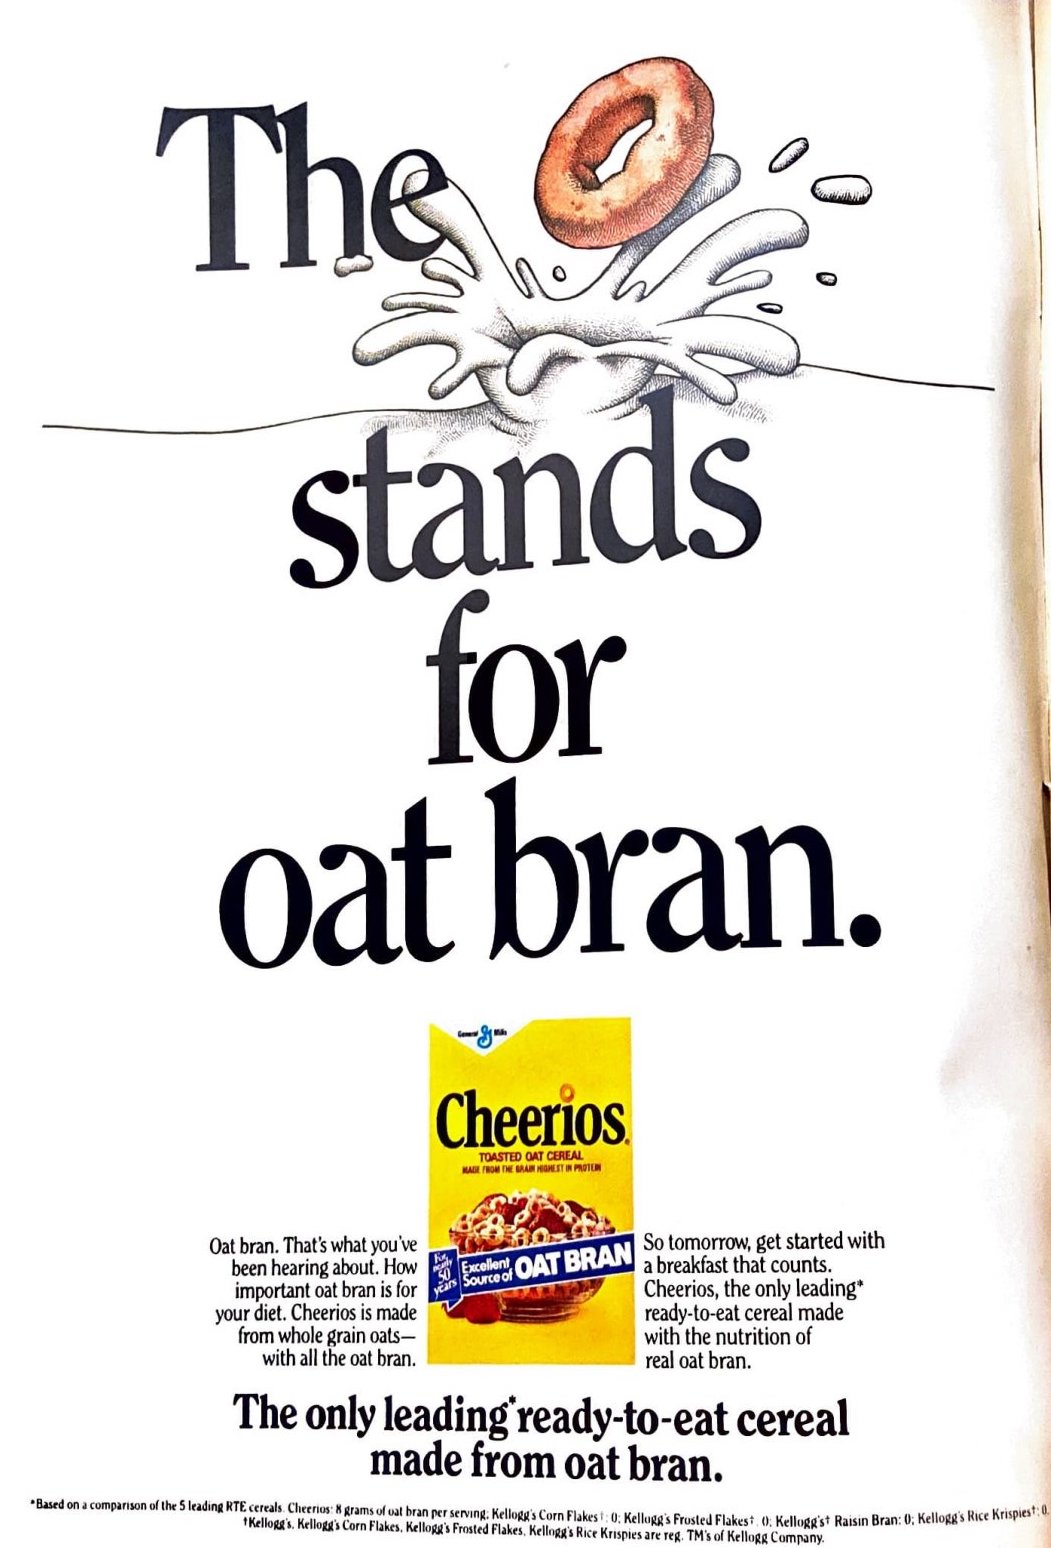 The
stands
for
oat bran.
General Mills
Cheerios
TOASTED OAT CEREAL
MADE FROM THE GRAIN HIGHEST IN PROTEIN
For
nearly
50
years
Excellent
Source of
OAT BRAN
Oat bran. That's what you've
been hearing about. How
important oat bran is for
your diet. Cheerios is made
from whole grain oats—
with all the oat bran.
So tomorrow, get started with
a breakfast that counts.
Cheerios, the only leading*
ready-to-eat cereal made
with the nutrition of
real oat bran.
The only leading* ready-to-eat cereal
made from oat bran.
*Based on a comparison of the 5 leading RTE cereals. Cheerios: 8 grams of oat bran per serving; Kellogg's Corn Flakes†: 0; Kellogg's Frosted Flakes†: 0; Kellogg's† Raisin Bran: 0; Kellogg's Rice Krispies†: 0.
†Kellogg's, Kellogg's Corn Flakes, Kellogg's Frosted Flakes, Kellogg's Rice Krispies are reg. TM's of Kellogg Company.